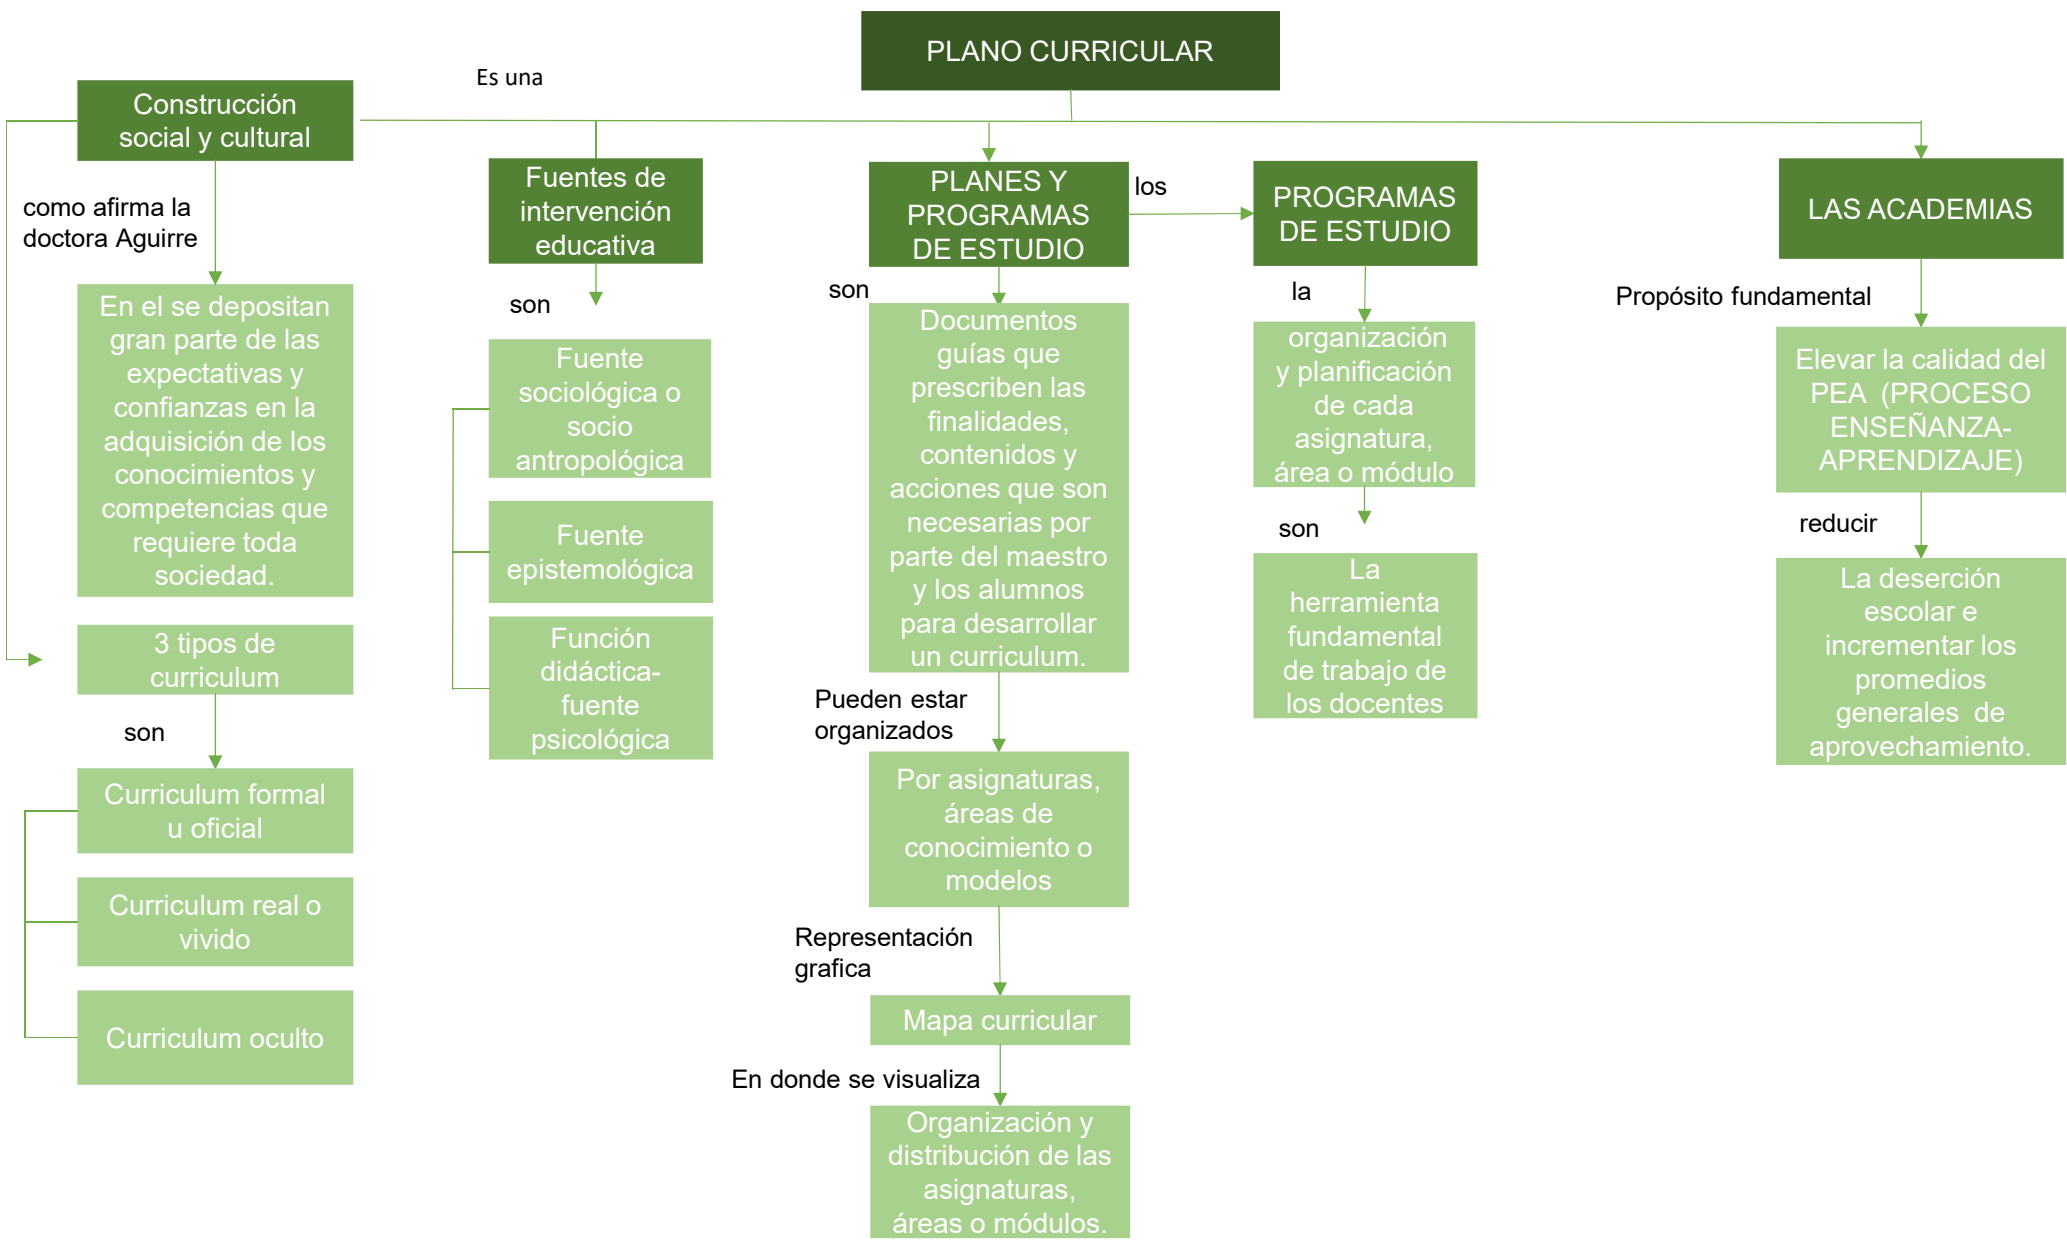 PLANO CURRICULAR
Es una
Construcción
social y cultural
como afirma la
doctora Aguirre
En el se depositan
gran parte de las
expectativas y
confianzas en la
adquisición de los
conocimientos y
competencias que
requiere toda
sociedad.
3 tipos de
curriculum
son
Curriculum formal
u oficial
Curriculum real o
vivido
Curriculum oculto
Fuentes de
intervención
educativa
son
Fuente
sociológica o
socio
antropológica
Fuente
epistemológica
Función
didáctica-
fuente
psicológica
PLANES Y
PROGRAMAS
DE ESTUDIO
son
Documentos
guías que
prescriben las
finalidades,
contenidos y
acciones que son
necesarias por
parte del maestro
y los alumnos
para desarrollar
un curriculum.
Pueden estar
organizados
Por asignaturas,
áreas de
conocimiento o
modelos
Representación
grafica
Mapa curricular
En donde se visualiza
Organización y
distribución de las
asignaturas,
áreas o módulos.
los
PROGRAMAS
DE ESTUDIO
la
organización
y planificación
de cada
asignatura,
área o módulo
son
La
herramienta
fundamental
de trabajo de
los docentes
LAS ACADEMIAS
Propósito fundamental
Elevar la calidad del
PEA  (PROCESO
ENSEÑANZA-
APRENDIZAJE)
reducir
La deserción
escolar e
incrementar los
promedios
generales  de
aprovechamiento.